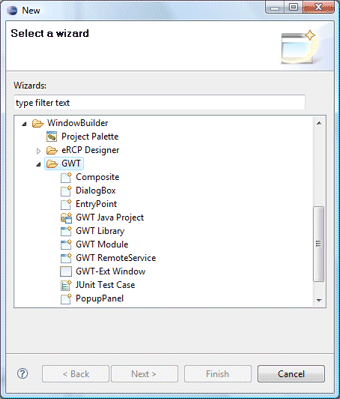 New
Select a wizard
Wizards:
type filter text
WindowBuilder
Project Palette
eRCP Designer
GWT
Composite
DialogBox
EntryPoint
GWT Java Project
GWT Library
GWT Module
GWT RemoteService
GWT-Ext Window
JUnit Test Case
PopupPanel
?
< Back Next > Finish Cancel